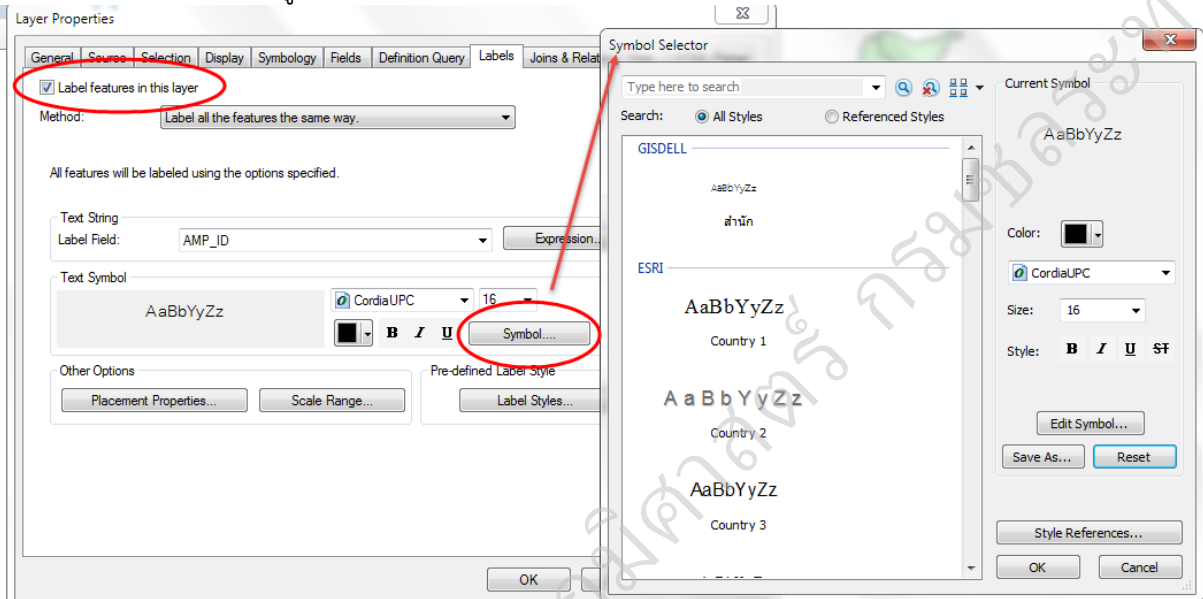 Layer Properties
General Source Selection Display Symbology Fields Definition Query Labels Joins & Relat
Label features in this layer
Method: Label all the features the same way.
All features will be labeled using the options specified.
Text String
Label Field: AMP_ID Expression..
Text Symbol
AaBbYyZz
CordiaUPC 16
B I U Symbol....
Other Options
Placement Properties... Scale Range...
Pre-defined Label Style
Label Styles...
OK
Symbol Selector
Type here to search
Search: All Styles Referenced Styles
GISDELL
AaBbYyZz
สำนัก
ESRI
AaBbYyZz
Country 1
AaBbYyZz
Country 2
AaBbYyZz
Country 3
Current Symbol
AaBbYyZz
Color:
CordiaUPC
Size: 16
Style: B I U ST
Edit Symbol...
Save As... Reset
Style References...
OK Cancel